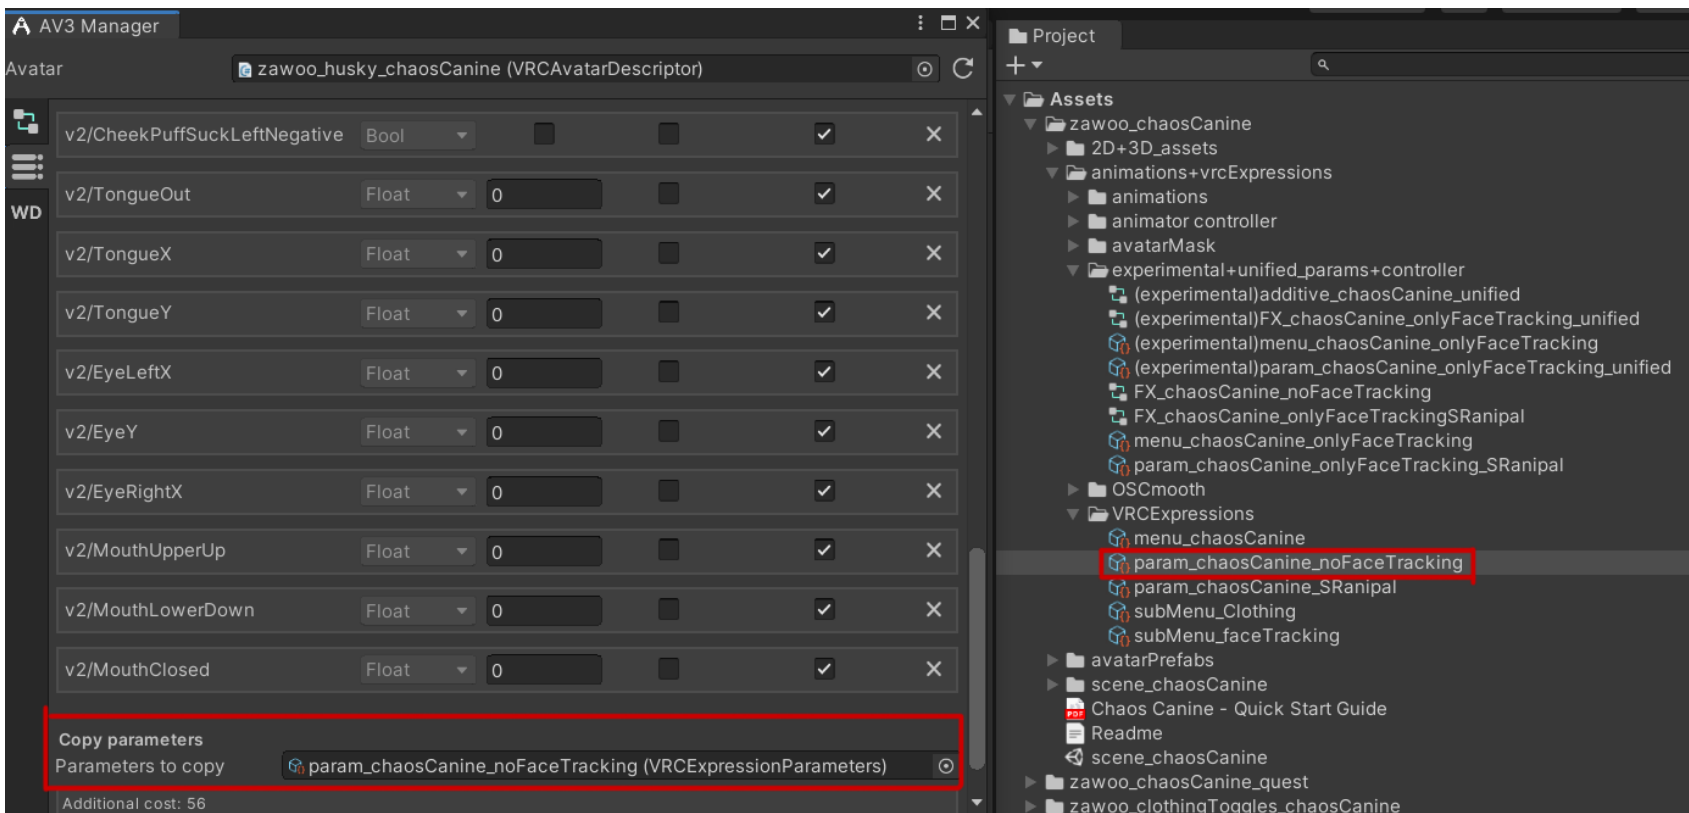 AV3 Manager
Avatar
zawoo_husky_chaosCanine (VRCAvatarDescriptor)
WD
v2/CheekPuffSuckLeftNegative Bool
v2/TongueOut Float 0
v2/TongueX Float 0
v2/TongueY Float 0
v2/EyeLeftX Float 0
v2/EyeY Float 0
v2/EyeRightX Float 0
v2/MouthUpperUp Float 0
v2/MouthLowerDown Float 0
v2/MouthClosed Float 0
Copy parameters
Parameters to copy param_chaosCanine_noFaceTracking (VRCExpressionParameters)
Additional cost: 56
Project
Assets
zawoo_chaosCanine
2D+3D_assets
animations+vrcExpressions
animations
animator controller
avatarMask
experimental+unified_params+controller
(experimental)additive_chaosCanine_unified
(experimental)FX_chaosCanine_onlyFaceTracking_unified
(experimental)menu_chaosCanine_onlyFaceTracking
(experimental)param_chaosCanine_onlyFaceTracking_unified
FX_chaosCanine_noFaceTracking
FX_chaosCanine_onlyFaceTrackingSRanipal
menu_chaosCanine_onlyFaceTracking
param_chaosCanine_onlyFaceTracking_SRanipal
OSCmooth
VRCExpressions
menu_chaosCanine
param_chaosCanine_noFaceTracking
param_chaosCanine_SRanipal
subMenu_Clothing
subMenu_faceTracking
avatarPrefabs
scene_chaosCanine
PDF Chaos Canine - Quick Start Guide
Readme
scene_chaosCanine
zawoo_chaosCanine_quest
zawoo_clothingToggles_chaosCanine